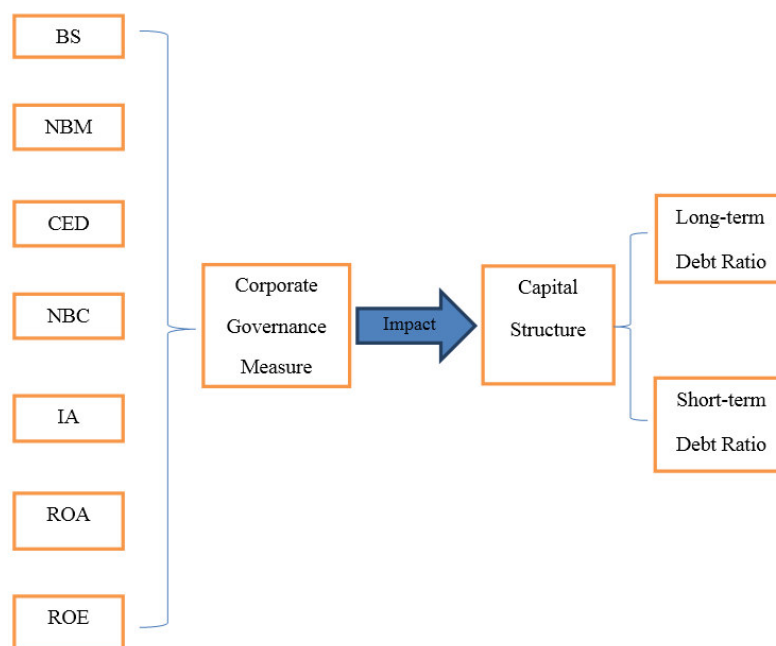 BS
NBM
CED
NBC
IA
ROA
ROE
Corporate
Governance
Measure
Impact
Capital
Structure
Long-term
Debt Ratio
Short-term
Debt Ratio